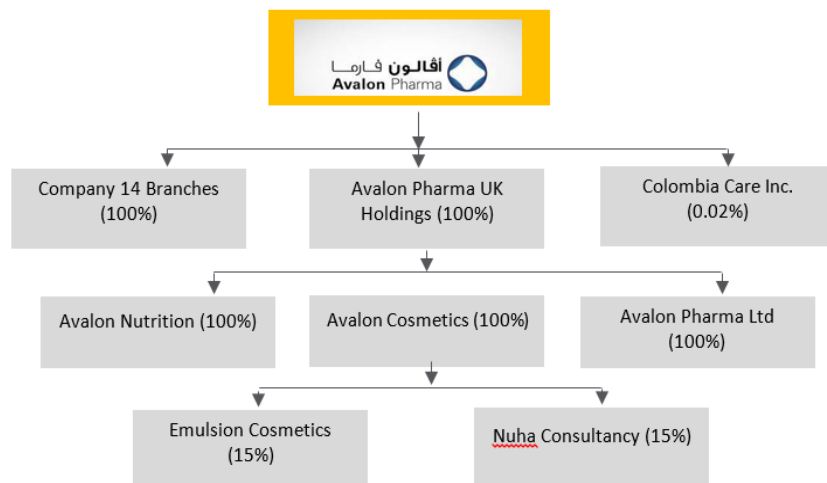 أفالون فارما
Avalon Pharma
Company 14 Branches
(100%)
Avalon Pharma UK
Holdings (100%)
Colombia Care Inc.
(0.02%)
Avalon Nutrition (100%)
Avalon Cosmetics (100%)
Avalon Pharma Ltd
(100%)
Emulsion Cosmetics
(15%)
Nuha Consultancy (15%)